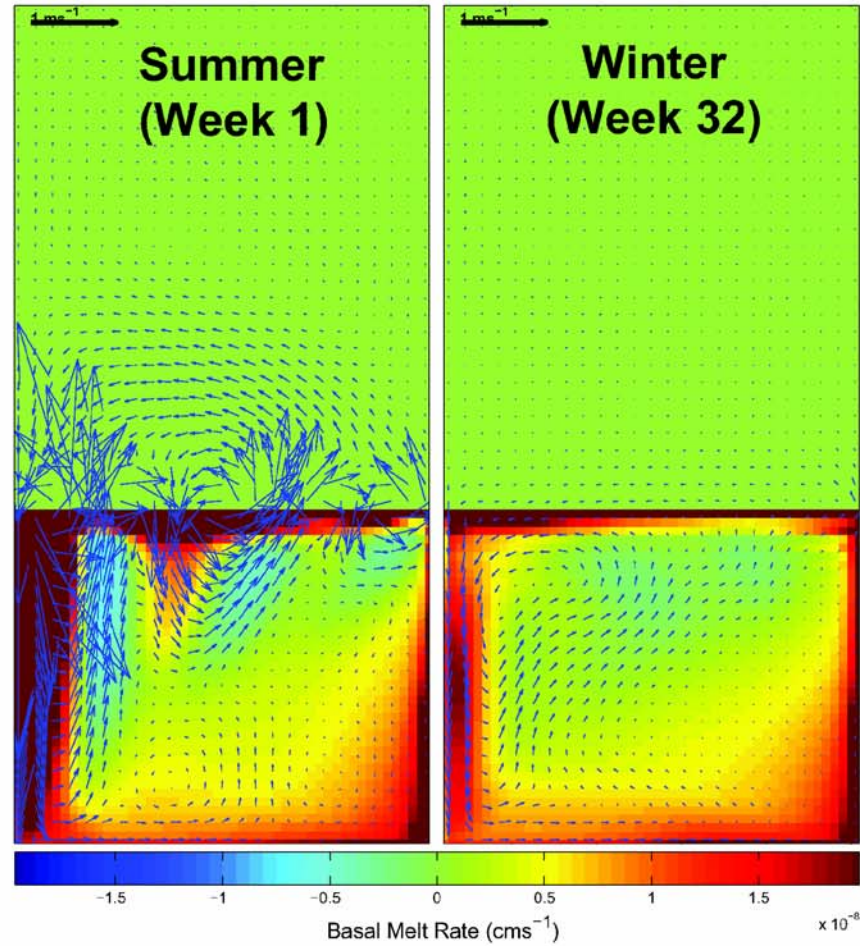 1 ms⁻¹
1 ms⁻¹
Summer
(Week 1)
Winter
(Week 32)
−1.5 −1 −0.5 0 0.5 1 1.5
Basal Melt Rate (cms⁻¹)
x 10⁻⁸